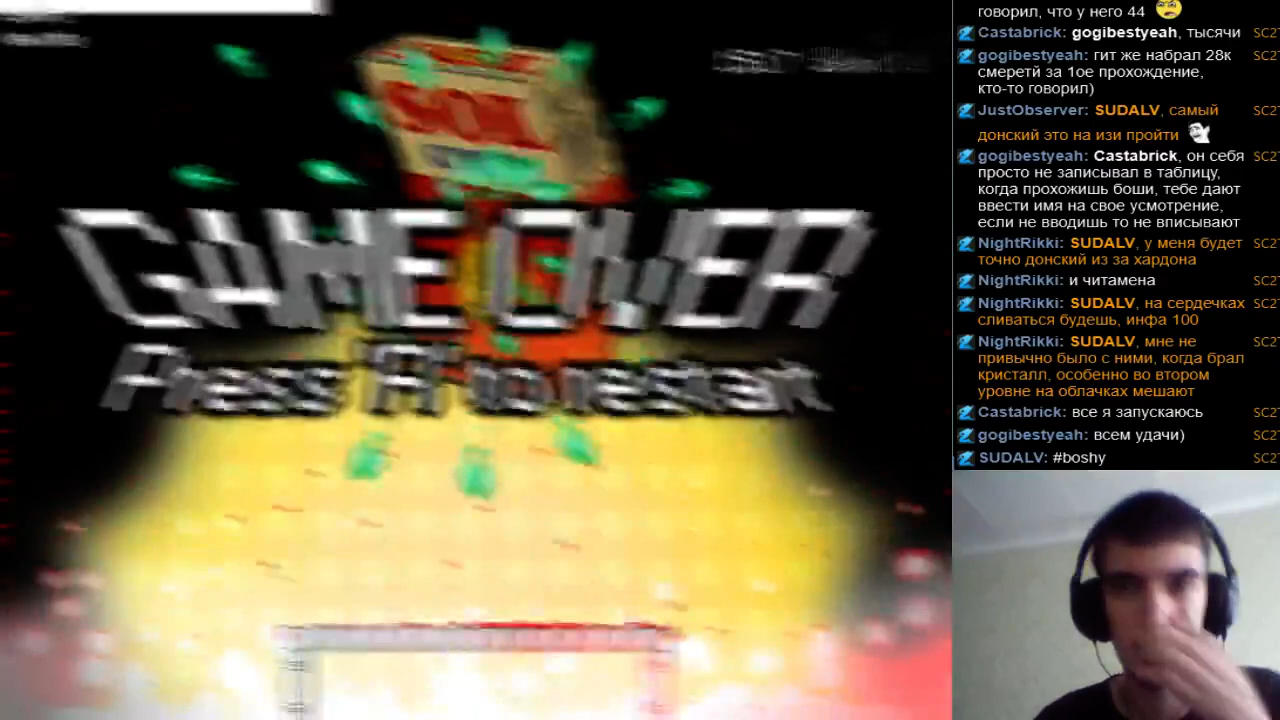 GAME OVER
Press 'R' to restart
говорил, что у него 44
Castabrick: gogibestyeah, тысячи
gogibestyeah: гит же набрал 28к
смеретй за 1ое прохождение,
кто-то говорил)
JustObserver: SUDALV, самый
донский это на изи пройти
gogibestyeah: Castabrick, он себя
просто не записывал в таблицу,
когда прохожишь боши, тебе дают
ввести имя на свое усмотрение,
если не вводишь то не вписывают
NightRikki: SUDALV, у меня будет
точно донский из за хардона
NightRikki: и читамена
NightRikki: SUDALV, на сердечках
сливаться будешь, инфа 100
NightRikki: SUDALV, мне не
привычно было с ними, когда брал
кристалл, особенно во втором
уровне на облачках мешают
Castabrick: все я запускаюсь
gogibestyeah: всем удачи)
SUDALV: #boshy